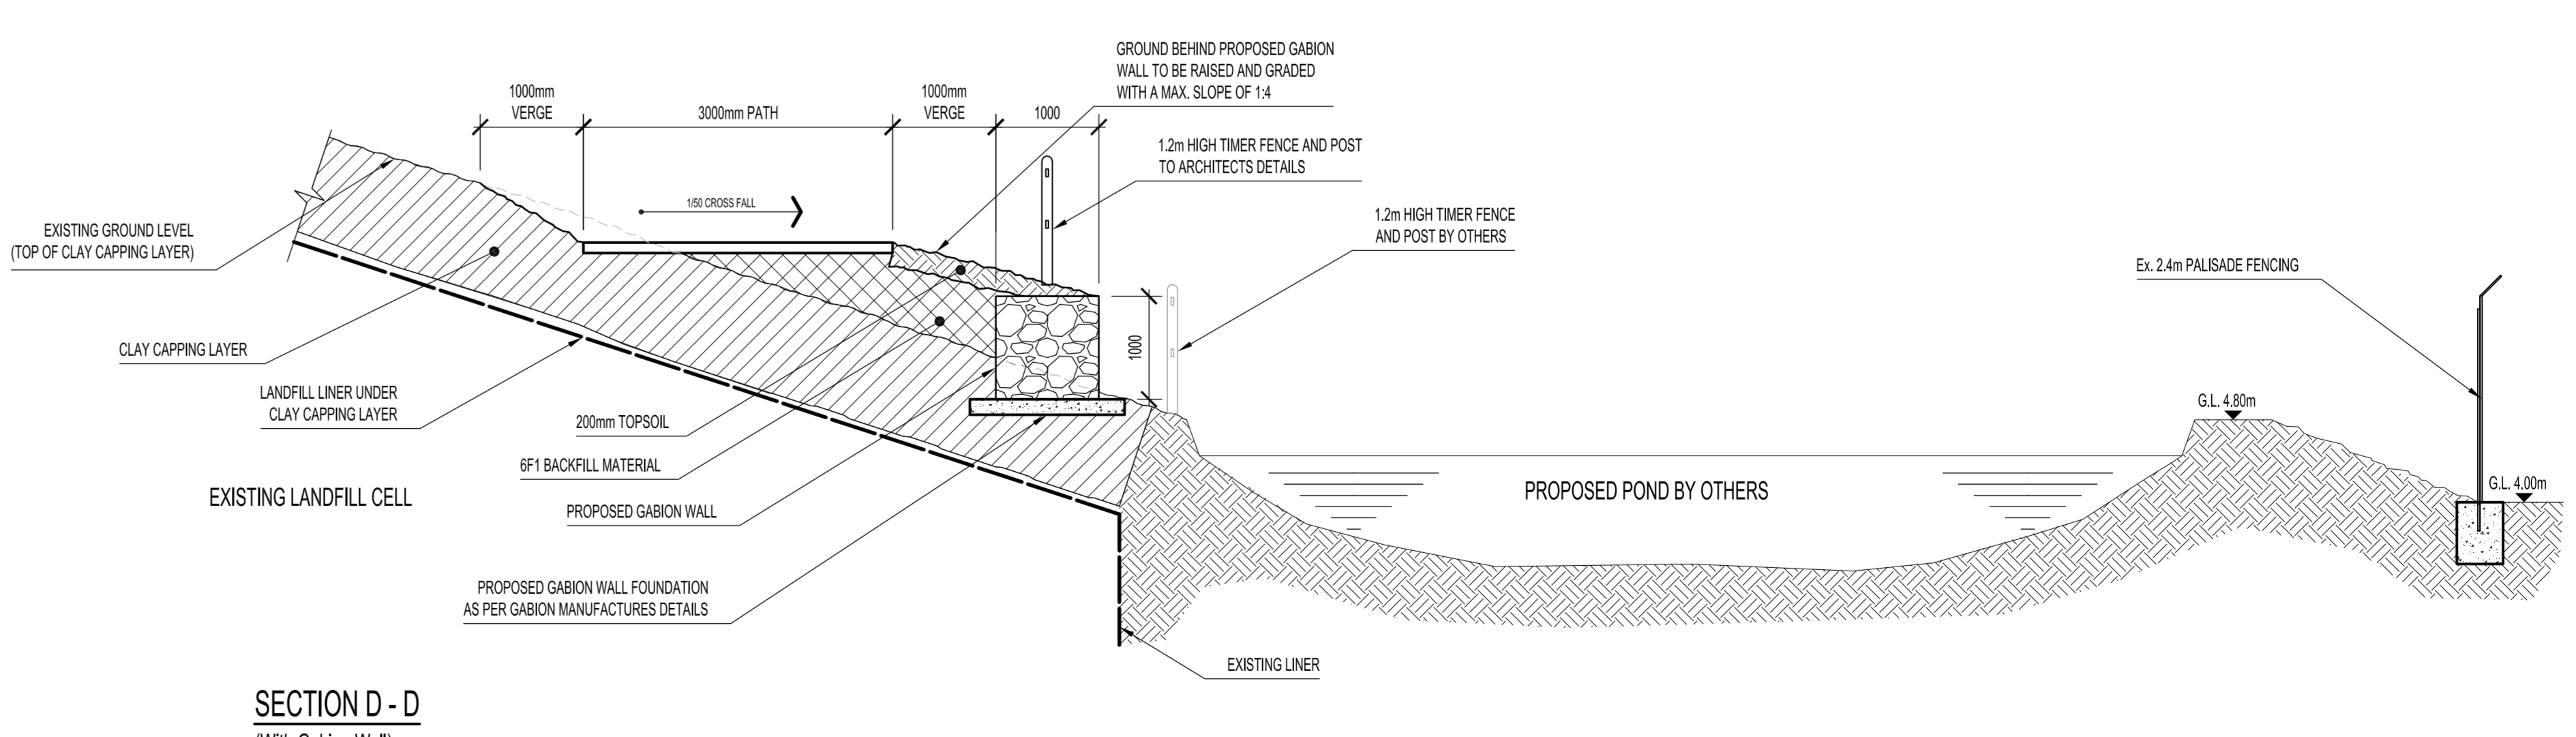 GROUND BEHIND PROPOSED GABION
WALL TO BE RAISED AND GRADED
WITH A MAX. SLOPE OF 1:4
1000mm
VERGE
3000mm PATH
1000mm
VERGE
1000
1.2m HIGH TIMER FENCE AND POST
TO ARCHITECTS DETAILS
1/50 CROSS FALL
1.2m HIGH TIMER FENCE
AND POST BY OTHERS
EXISTING GROUND LEVEL
(TOP OF CLAY CAPPING LAYER)
Ex. 2.4m PALISADE FENCING
CLAY CAPPING LAYER
1000
LANDFILL LINER UNDER
CLAY CAPPING LAYER
G.L. 4.80m
200mm TOPSOIL
6F1 BACKFILL MATERIAL
G.L. 4.00m
EXISTING LANDFILL CELL
PROPOSED POND BY OTHERS
PROPOSED GABION WALL
PROPOSED GABION WALL FOUNDATION
AS PER GABION MANUFACTURES DETAILS
EXISTING LINER
SECTION D - D
(With Gabion Wall)